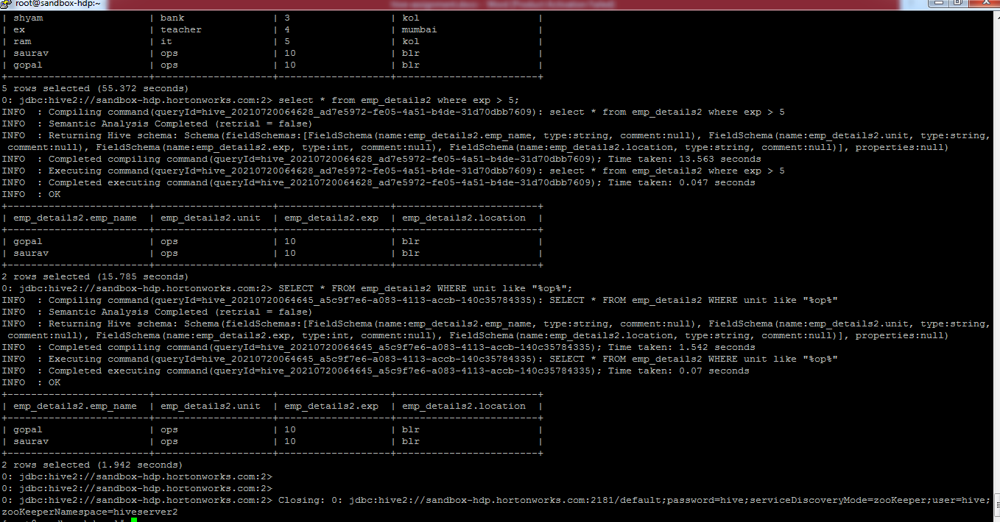 root@sandbox-hdp:~
| shyam | bank | 3 | kol |
| ex | teacher | 4 | mumbai |
| ram | it | 5 | kol |
| saurav | ops | 10 | blr |
| gopal | ops | 10 | blr |
+------------------------+--------------------+-------------------+------------------------+
5 rows selected (55.372 seconds)
0: jdbc:hive2://sandbox-hdp.hortonworks.com:2> select * from emp_details2 where exp > 5;
INFO  : Compiling command(queryId=hive_20210720064628_ad7e5972-fe05-4a51-b4de-31d70dbb7609): select * from emp_details2 where exp > 5
INFO  : Semantic Analysis Completed (retrial = false)
INFO  : Returning Hive schema: Schema(fieldSchemas:[FieldSchema(name:emp_details2.emp_name, type:string, comment:null), FieldSchema(name:emp_details2.unit, type:string,
comment:null), FieldSchema(name:emp_details2.exp, type:int, comment:null), FieldSchema(name:emp_details2.location, type:string, comment:null)], properties:null)
INFO  : Completed compiling command(queryId=hive_20210720064628_ad7e5972-fe05-4a51-b4de-31d70dbb7609); Time taken: 13.563 seconds
INFO  : Executing command(queryId=hive_20210720064628_ad7e5972-fe05-4a51-b4de-31d70dbb7609): select * from emp_details2 where exp > 5
INFO  : Completed executing command(queryId=hive_20210720064628_ad7e5972-fe05-4a51-b4de-31d70dbb7609); Time taken: 0.047 seconds
INFO  : OK
+------------------------+--------------------+-------------------+------------------------+
| emp_details2.emp_name | emp_details2.unit | emp_details2.exp | emp_details2.location |
+------------------------+--------------------+-------------------+------------------------+
| gopal | ops | 10 | blr |
| saurav | ops | 10 | blr |
+------------------------+--------------------+-------------------+------------------------+
2 rows selected (15.785 seconds)
0: jdbc:hive2://sandbox-hdp.hortonworks.com:2> SELECT * FROM emp_details2 WHERE unit like "%op%";
INFO  : Compiling command(queryId=hive_20210720064645_a5c9f7e6-a083-4113-accb-140c35784335): SELECT * FROM emp_details2 WHERE unit like "%op%"
INFO  : Semantic Analysis Completed (retrial = false)
INFO  : Returning Hive schema: Schema(fieldSchemas:[FieldSchema(name:emp_details2.emp_name, type:string, comment:null), FieldSchema(name:emp_details2.unit, type:string,
comment:null), FieldSchema(name:emp_details2.exp, type:int, comment:null), FieldSchema(name:emp_details2.location, type:string, comment:null)], properties:null)
INFO  : Completed compiling command(queryId=hive_20210720064645_a5c9f7e6-a083-4113-accb-140c35784335); Time taken: 1.542 seconds
INFO  : Executing command(queryId=hive_20210720064645_a5c9f7e6-a083-4113-accb-140c35784335): SELECT * FROM emp_details2 WHERE unit like "%op%"
INFO  : Completed executing command(queryId=hive_20210720064645_a5c9f7e6-a083-4113-accb-140c35784335); Time taken: 0.07 seconds
INFO  : OK
+------------------------+--------------------+-------------------+------------------------+
| emp_details2.emp_name | emp_details2.unit | emp_details2.exp | emp_details2.location |
+------------------------+--------------------+-------------------+------------------------+
| gopal | ops | 10 | blr |
| saurav | ops | 10 | blr |
+------------------------+--------------------+-------------------+------------------------+
2 rows selected (1.942 seconds)
0: jdbc:hive2://sandbox-hdp.hortonworks.com:2>
0: jdbc:hive2://sandbox-hdp.hortonworks.com:2>
0: jdbc:hive2://sandbox-hdp.hortonworks.com:2> Closing: 0: jdbc:hive2://sandbox-hdp.hortonworks.com:2181/default;password=hive;serviceDiscoveryMode=zooKeeper;user=hive;
zooKeeperNamespace=hiveserver2